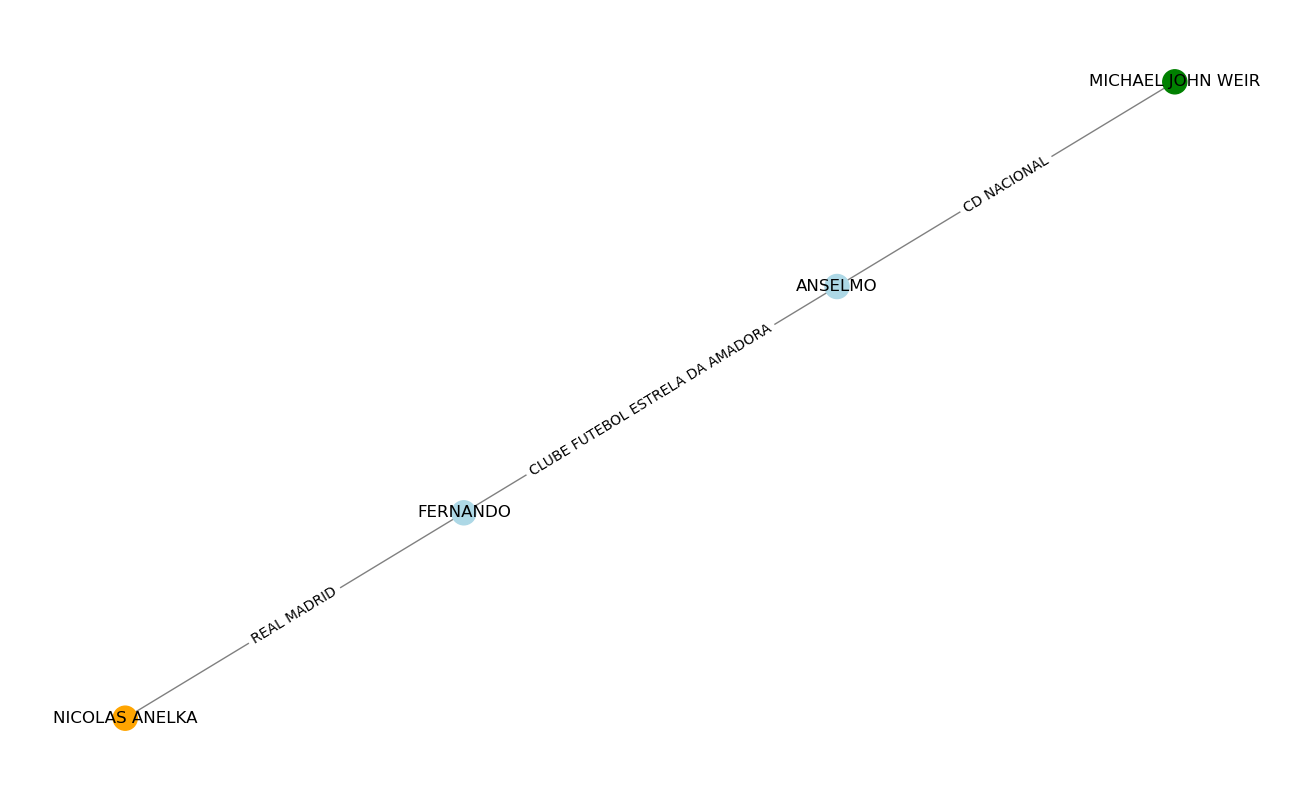 MICHAEL JOHN WEIR
CD NACIONAL
ANSELMO
CLUBE FUTEBOL ESTRELA DA AMADORA
FERNANDO
REAL MADRID
NICOLAS ANELKA